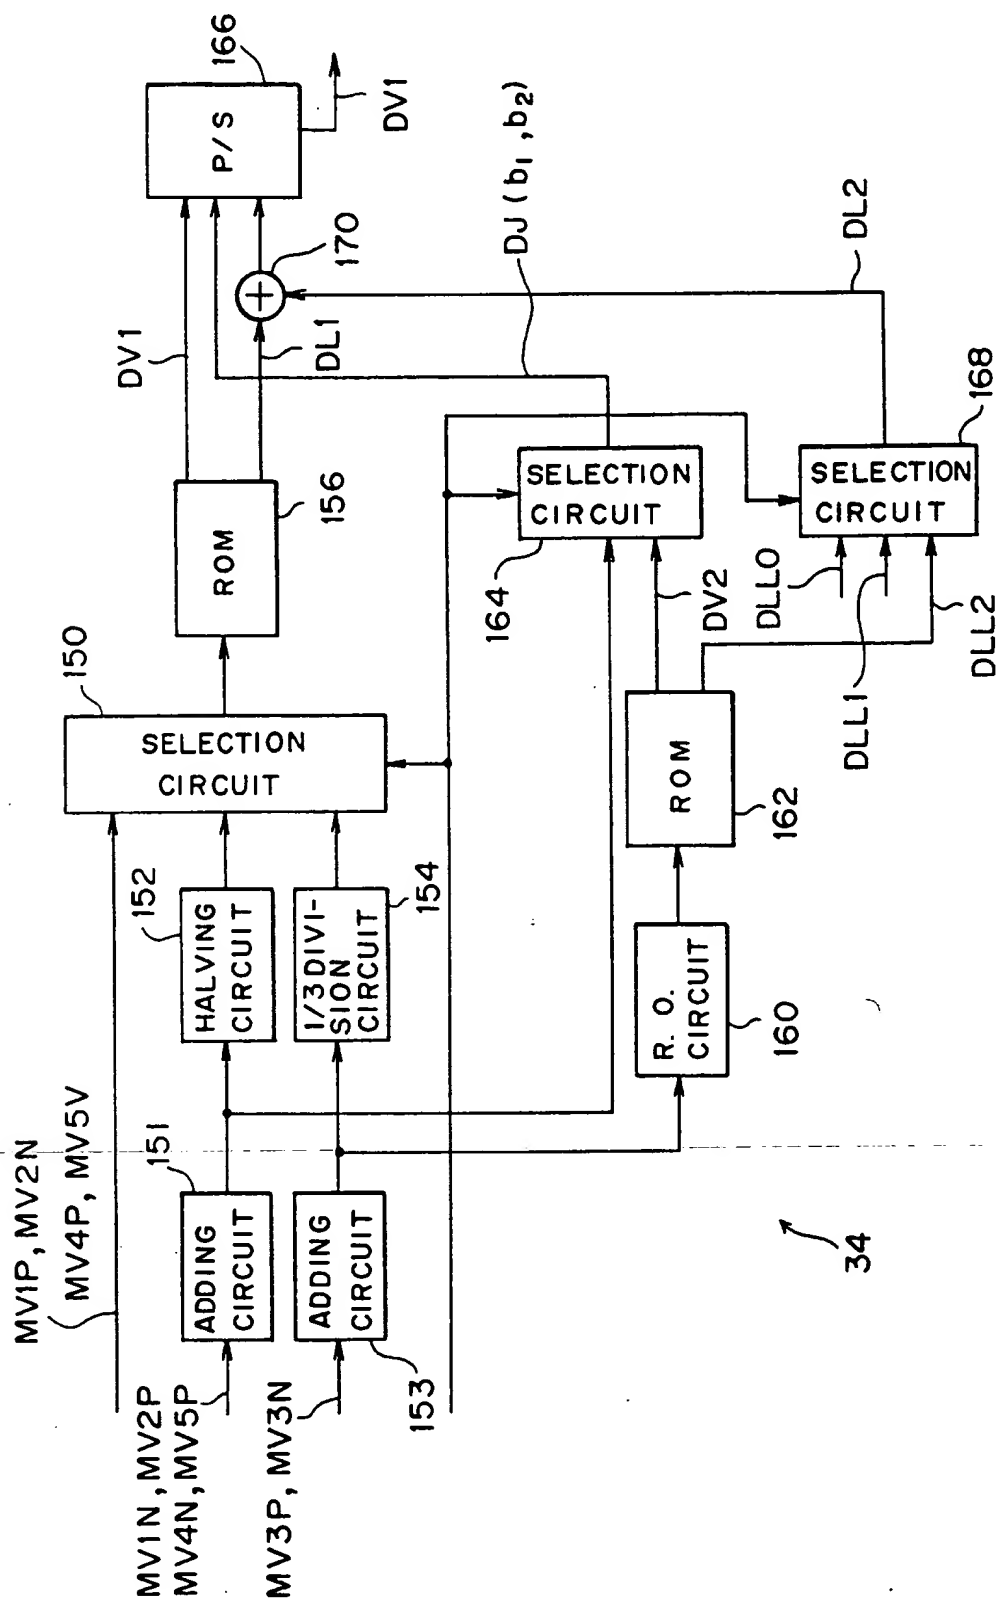 MV1P, MV2N
MV4P, MV5V
MV1N, MV2P
MV4N, MV5P
MV3P, MV3N
151
ADDING
CIRCUIT
153
ADDING
CIRCUIT
152
HALVING
CIRCUIT
154
1/3 DIVI-
SION
CIRCUIT
150
SELECTION
CIRCUIT
156
ROM
DV1
DL1
170
+
166
P/S
DV1
DJ (b1, b2)
160
R. O.
CIRCUIT
162
ROM
DV2
164
SELECTION
CIRCUIT
DLL0
DLL1
DLL2
168
SELECTION
CIRCUIT
DL2
34